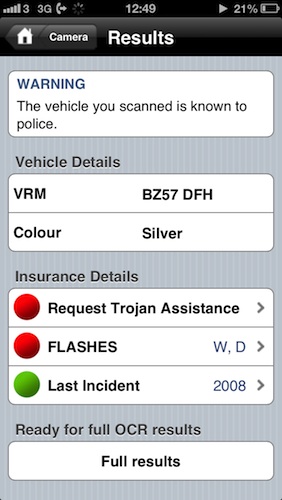 3 3G 12:49 21%
Camera Results
WARNING
The vehicle you scanned is known to
police.
Vehicle Details
VRM BZ57 DFH
Colour Silver
Insurance Details
Request Trojan Assistance
FLASHES W, D
Last Incident 2008
Ready for full OCR results
Full results